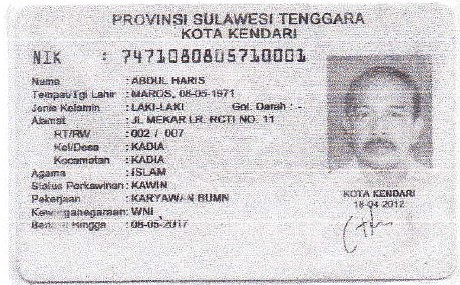 PROVINSI SULAWESI TENGGARA
KOTA KENDARI
NIK : 7471080805710001
Nama : ABDUL HARIS
Tempat/Tgl Lahir : MAROS, 08-05-1971
Jenis Kelamin : LAKI-LAKI Gol. Darah : -
Alamat : JL MEKAR LR. RCTI NO. 11
RT/RW : 002 / 007
Kel/Desa : KADIA
Kecamatan : KADIA
Agama : ISLAM
Status Perkawinan : KAWIN
Pekerjaan : KARYAWAN BUMN
Kewarganegaraan : WNI
Hingga : 08-05-2017
KOTA KENDARI
18-04-2012